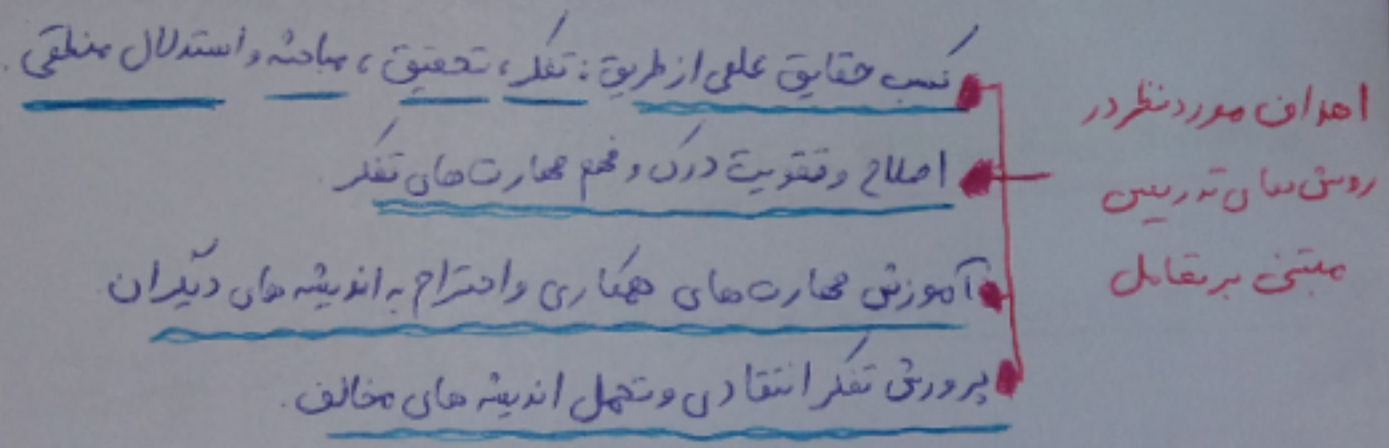 اهداف مورد نظر در
روش های تدریس
مبتنی بر تعامل
کسب حقایق علمی از طریق: تفکر، تحقیق، مباحثه و استدلال منطقی.
اصلاح و تقویت درک و فهم مهارت های تفکر.
آموزش مهارت های همکاری و احترام به اندیشه های دیگران
پرورش تفکر انتقادی و تحمل اندیشه های مخالف.